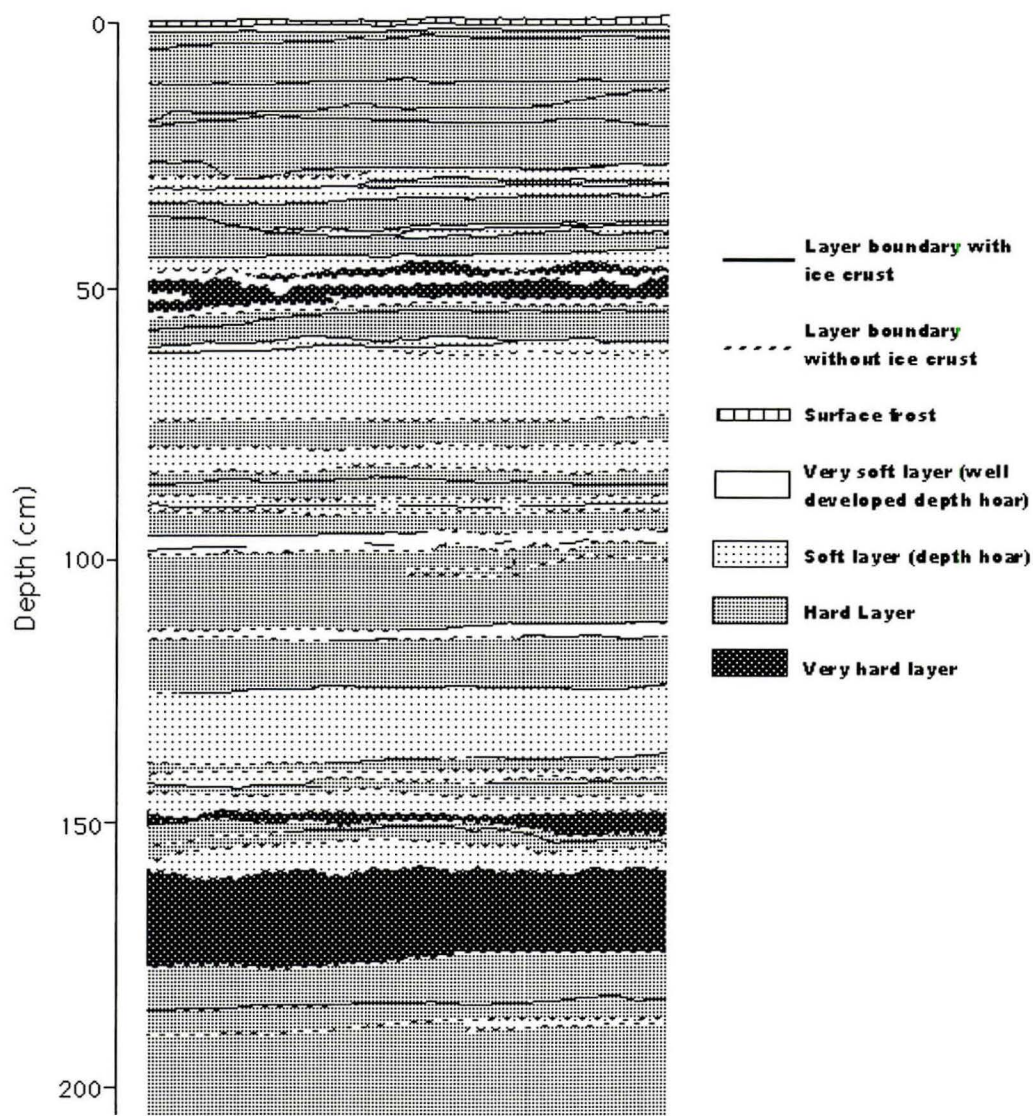 0
50
100
150
200
Depth (cm)
Layer boundary with
ice crust
Layer boundary
without ice crust
Surface frost
Very soft layer (well
developed depth hoar)
Soft layer (depth hoar)
Hard Layer
Very hard layer